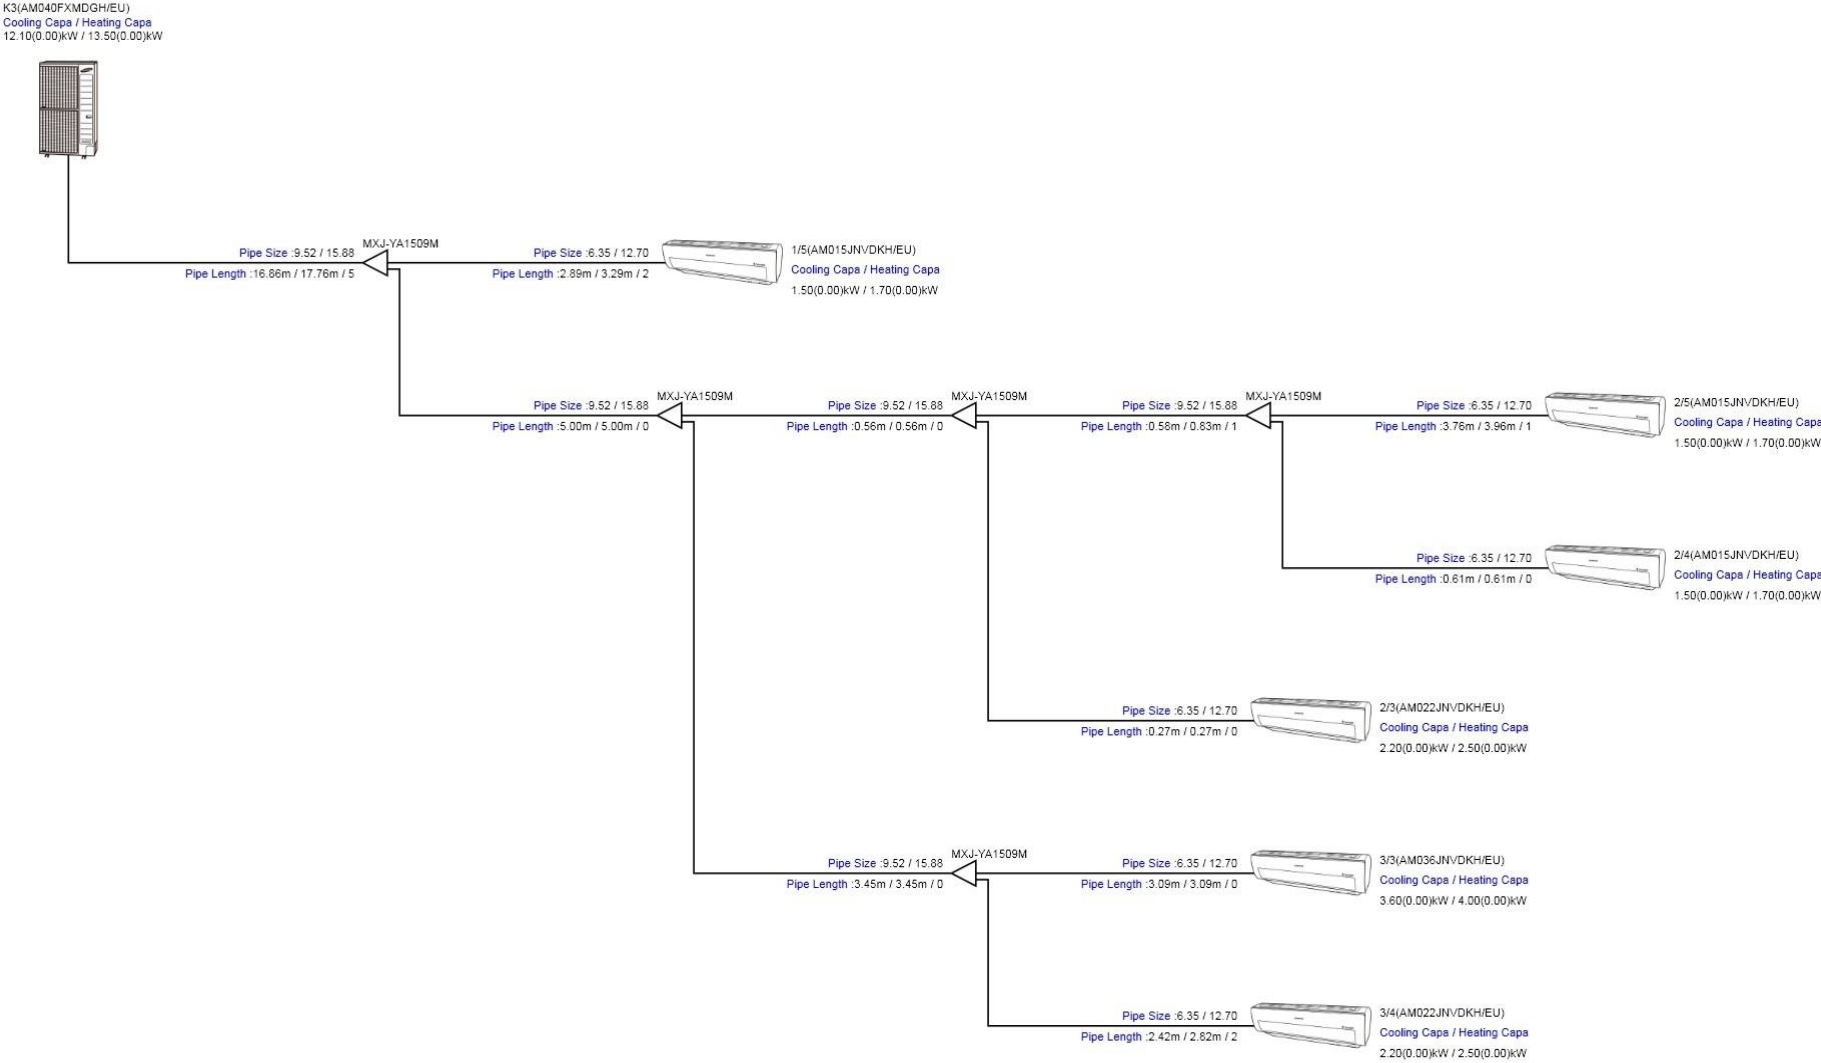 K3(AM040FXMDGH/EU)
Cooling Capa / Heating Capa
12.10(0.00)kW / 13.50(0.00)kW
MXJ-YA1509M
Pipe Size :9.52 / 15.88
Pipe Length :16.86m / 17.76m / 5
Pipe Size :6.35 / 12.70
Pipe Length :2.89m / 3.29m / 2
1/5(AM015JNVDKH/EU)
Cooling Capa / Heating Capa
1.50(0.00)kW / 1.70(0.00)kW
Pipe Size :9.52 / 15.88
Pipe Length :5.00m / 5.00m / 0
MXJ-YA1509M
Pipe Size :9.52 / 15.88
Pipe Length :0.56m / 0.56m / 0
MXJ-YA1509M
Pipe Size :9.52 / 15.88
Pipe Length :0.58m / 0.83m / 1
MXJ-YA1509M
Pipe Size :6.35 / 12.70
Pipe Length :3.76m / 3.96m / 1
2/5(AM015JNVDKH/EU)
Cooling Capa / Heating Capa
1.50(0.00)kW / 1.70(0.00)kW
Pipe Size :6.35 / 12.70
Pipe Length :0.61m / 0.61m / 0
2/4(AM015JNVDKH/EU)
Cooling Capa / Heating Capa
1.50(0.00)kW / 1.70(0.00)kW
Pipe Size :6.35 / 12.70
Pipe Length :0.27m / 0.27m / 0
2/3(AM022JNVDKH/EU)
Cooling Capa / Heating Capa
2.20(0.00)kW / 2.50(0.00)kW
Pipe Size :9.52 / 15.88
Pipe Length :3.45m / 3.45m / 0
MXJ-YA1509M
Pipe Size :6.35 / 12.70
Pipe Length :3.09m / 3.09m / 0
3/3(AM036JNVDKH/EU)
Cooling Capa / Heating Capa
3.60(0.00)kW / 4.00(0.00)kW
Pipe Size :6.35 / 12.70
Pipe Length :2.42m / 2.82m / 2
3/4(AM022JNVDKH/EU)
Cooling Capa / Heating Capa
2.20(0.00)kW / 2.50(0.00)kW